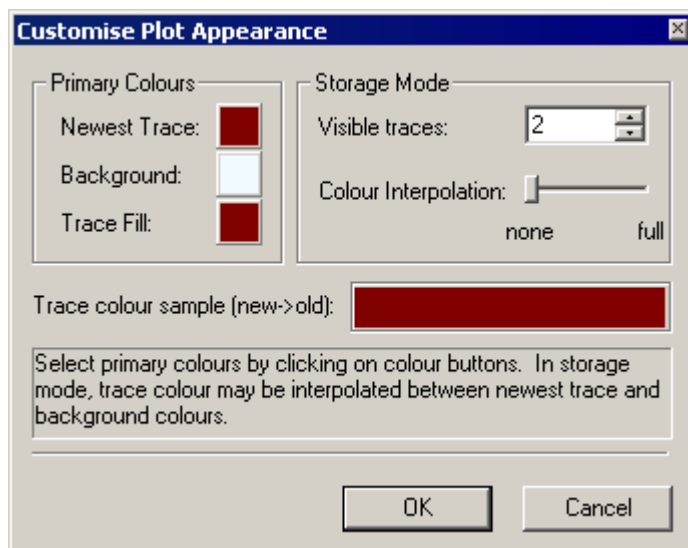 Customise Plot Appearance
Primary Colours
Newest Trace:
Background:
Trace Fill:
Storage Mode
Visible traces: 2
Colour Interpolation:
none full
Trace colour sample (new->old):
Select primary colours by clicking on colour buttons. In storage
mode, trace colour may be interpolated between newest trace and
background colours.
OK Cancel